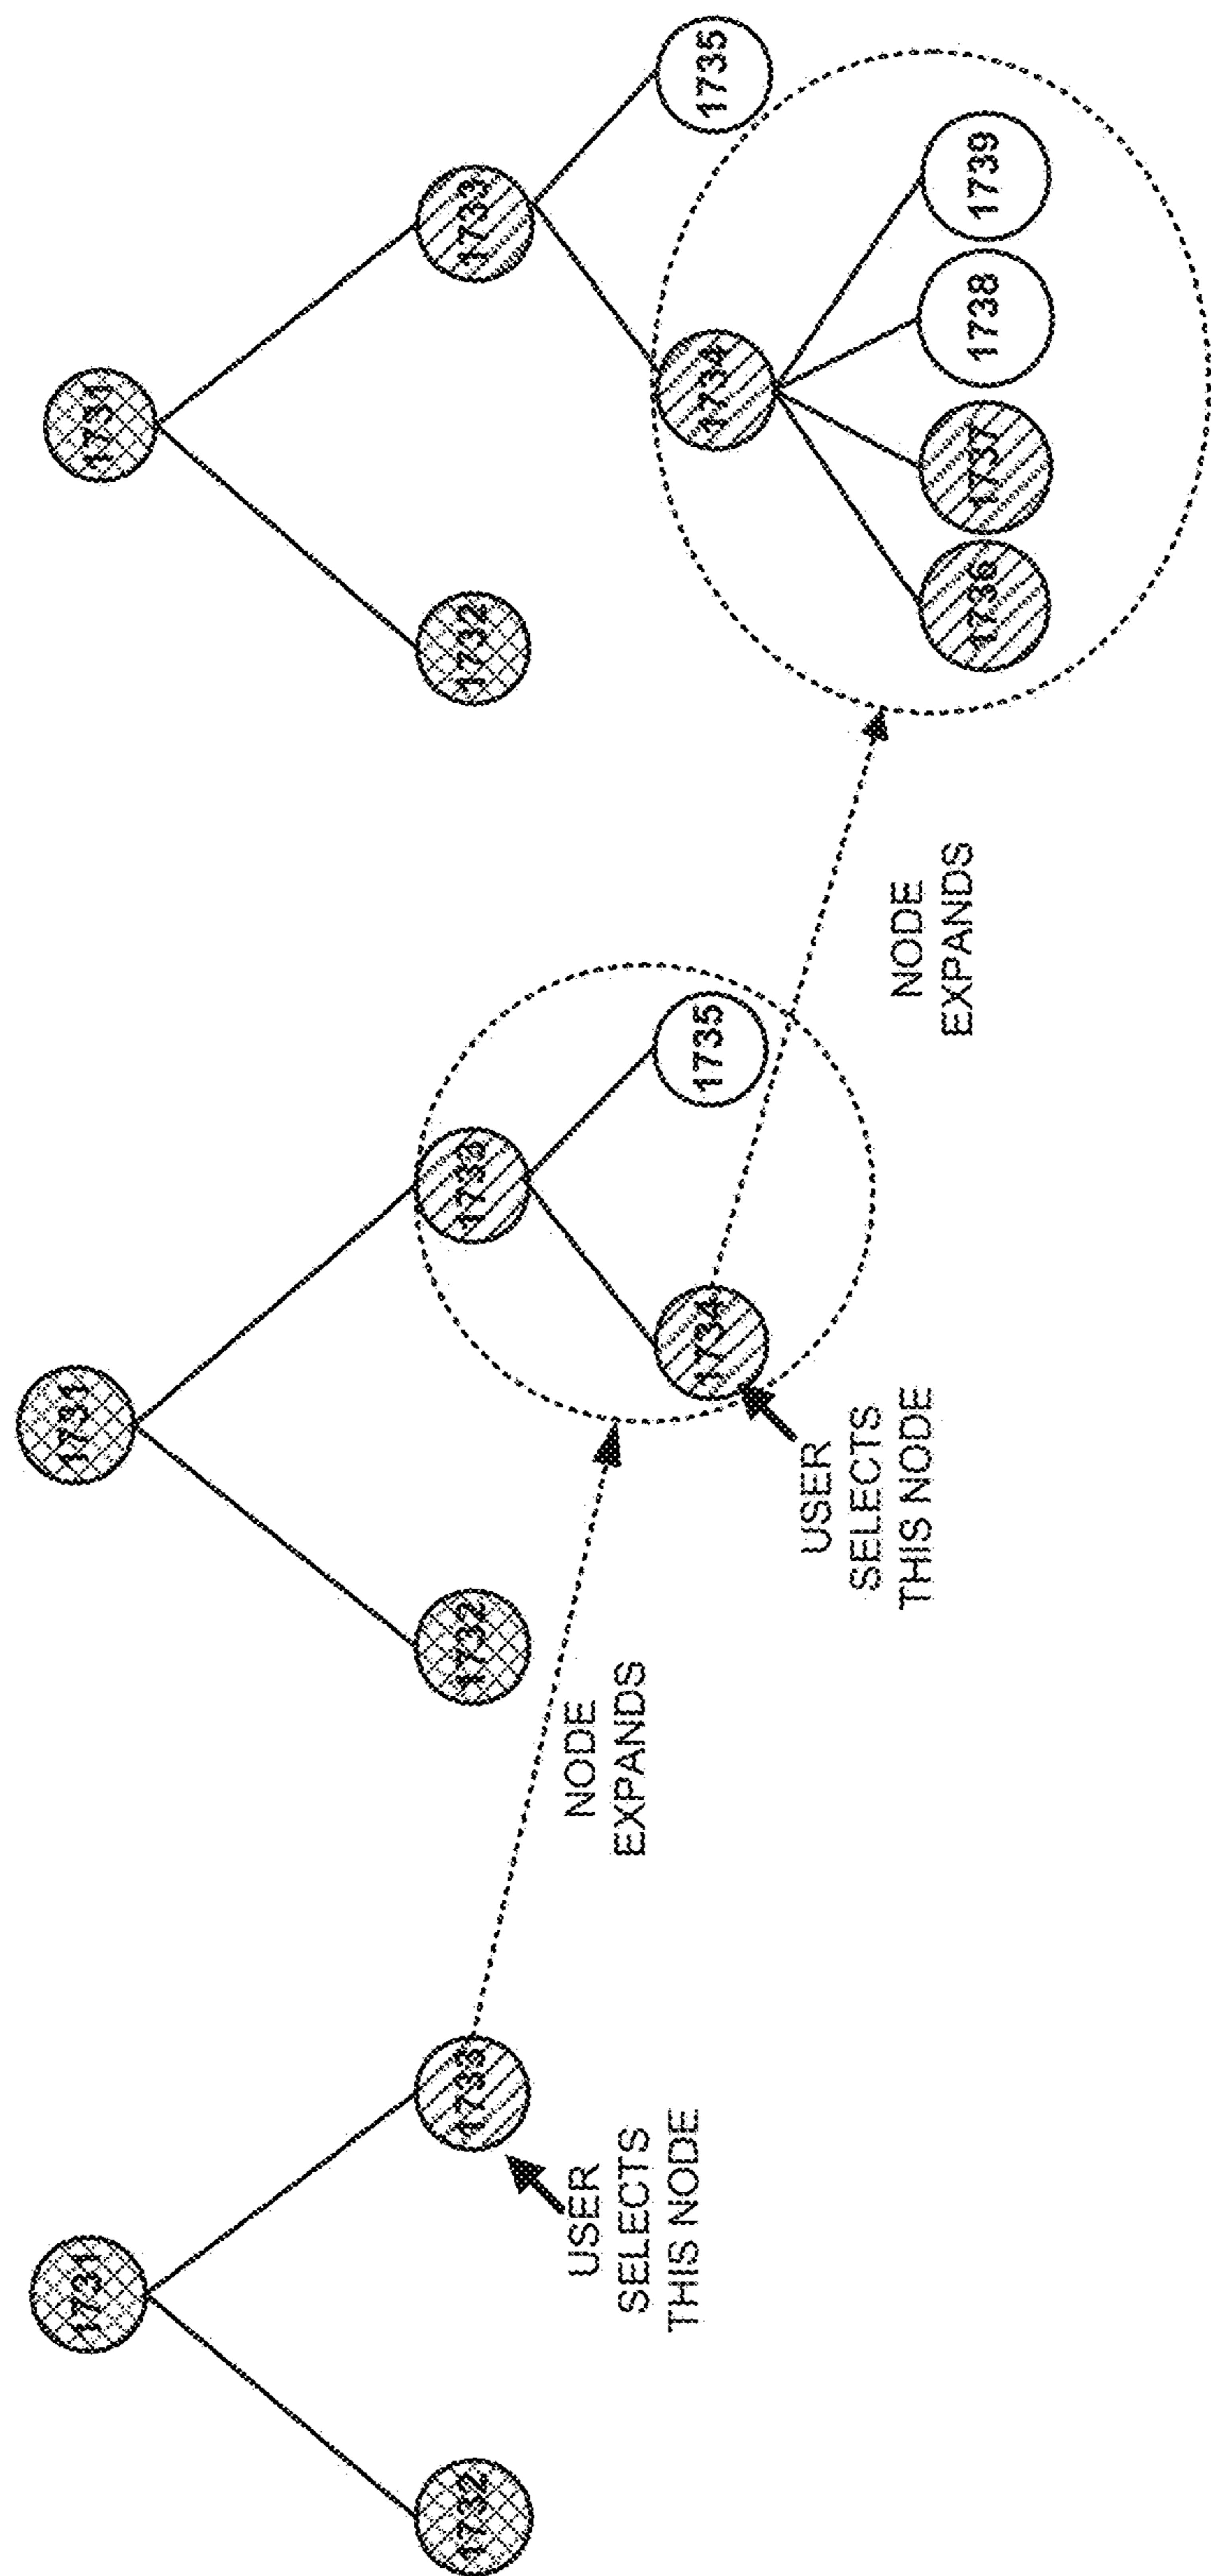 1731
1732
1733
USER
SELECTS
THIS NODE
NODE
EXPANDS
1731
1732
1733
1734
1735
USER
SELECTS
THIS NODE
NODE
EXPANDS
1731
1732
1733
1734
1735
1736
1737
1738
1739